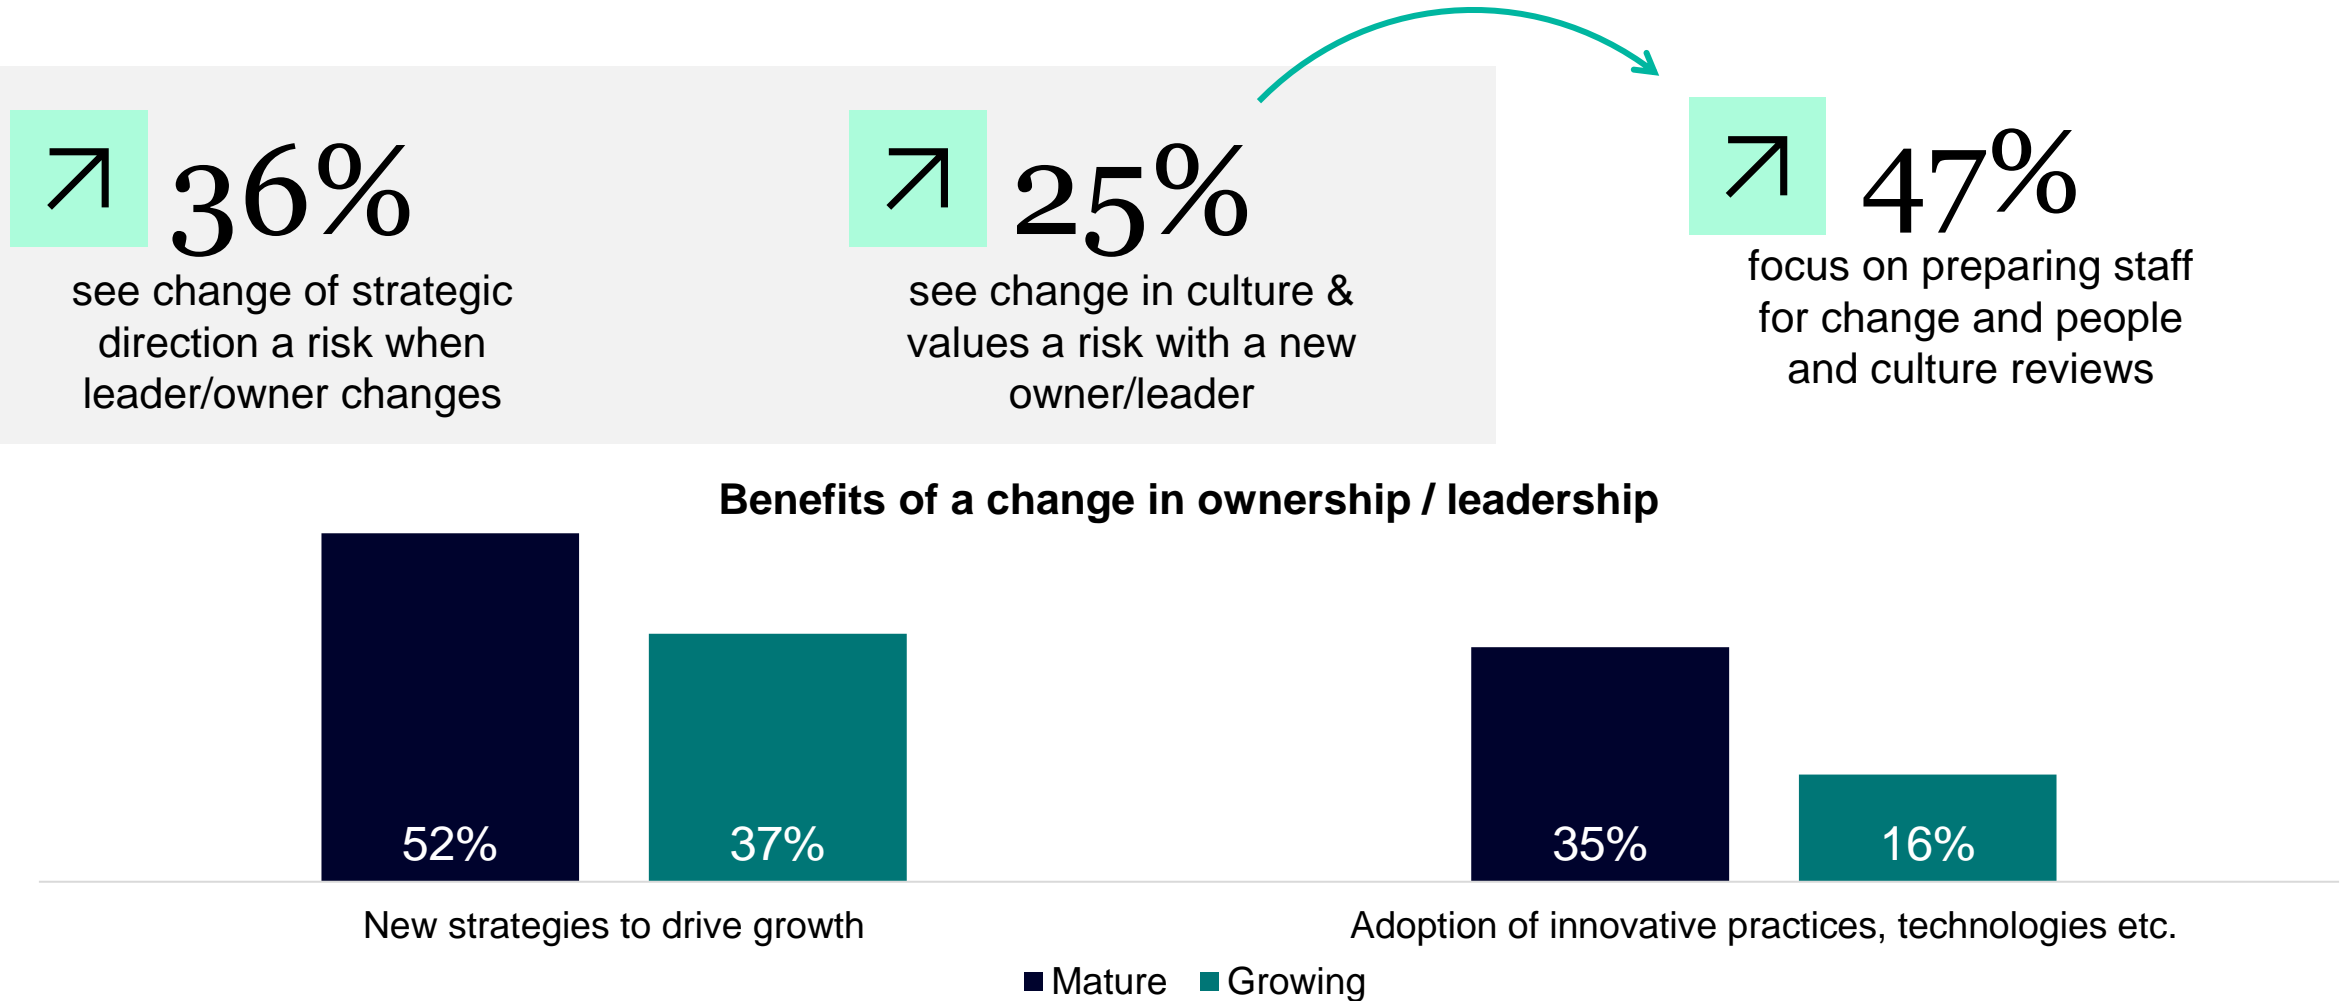 36%
see change of strategic
direction a risk when
leader/owner changes
25%
see change in culture &
values a risk with a new
owner/leader
47%
focus on preparing staff
for change and people
and culture reviews
Benefits of a change in ownership / leadership
52%
37%
35%
16%
New strategies to drive growth
Adoption of innovative practices, technologies etc.
Mature
Growing